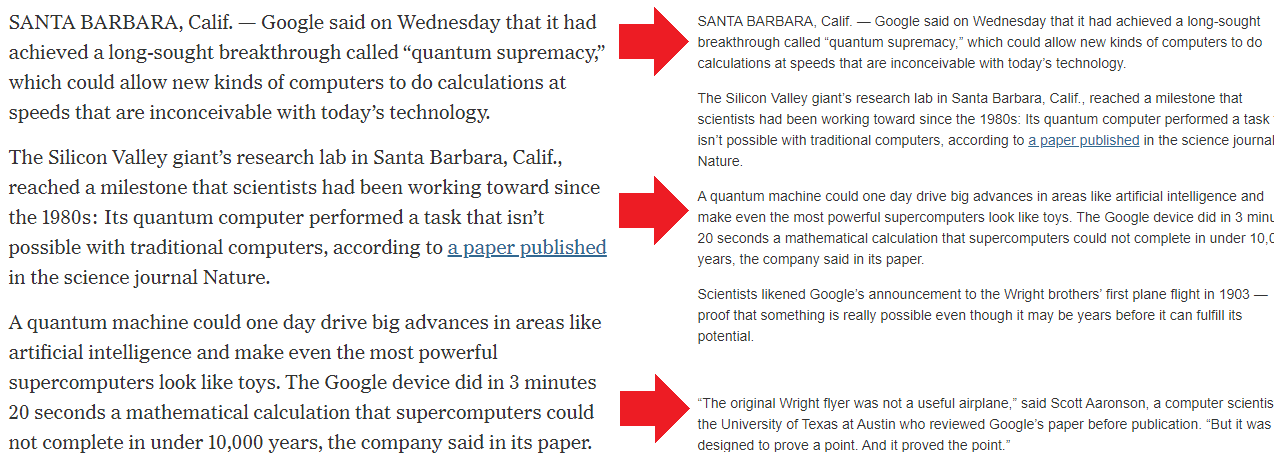 SANTA BARBARA, Calif. — Google said on Wednesday that it had
achieved a long-sought breakthrough called “quantum supremacy,”
which could allow new kinds of computers to do calculations at
speeds that are inconceivable with today’s technology.
The Silicon Valley giant’s research lab in Santa Barbara, Calif.,
reached a milestone that scientists had been working toward since
the 1980s: Its quantum computer performed a task that isn’t
possible with traditional computers, according to a paper published
in the science journal Nature.
A quantum machine could one day drive big advances in areas like
artificial intelligence and make even the most powerful
supercomputers look like toys. The Google device did in 3 minutes
20 seconds a mathematical calculation that supercomputers could
not complete in under 10,000 years, the company said in its paper.
SANTA BARBARA, Calif. — Google said on Wednesday that it had achieved a long-sought
breakthrough called “quantum supremacy,” which could allow new kinds of computers to do
calculations at speeds that are inconceivable with today’s technology.
The Silicon Valley giant’s research lab in Santa Barbara, Calif., reached a milestone that
scientists had been working toward since the 1980s: Its quantum computer performed a task
isn’t possible with traditional computers, according to a paper published in the science journal
Nature.
A quantum machine could one day drive big advances in areas like artificial intelligence and
make even the most powerful supercomputers look like toys. The Google device did in 3 minu
20 seconds a mathematical calculation that supercomputers could not complete in under 10,0
years, the company said in its paper.
Scientists likened Google’s announcement to the Wright brothers’ first plane flight in 1903 —
proof that something is really possible even though it may be years before it can fulfill its
potential.
“The original Wright flyer was not a useful airplane,” said Scott Aaronson, a computer scientis
the University of Texas at Austin who reviewed Google’s paper before publication. “But it was
designed to prove a point. And it proved the point.”